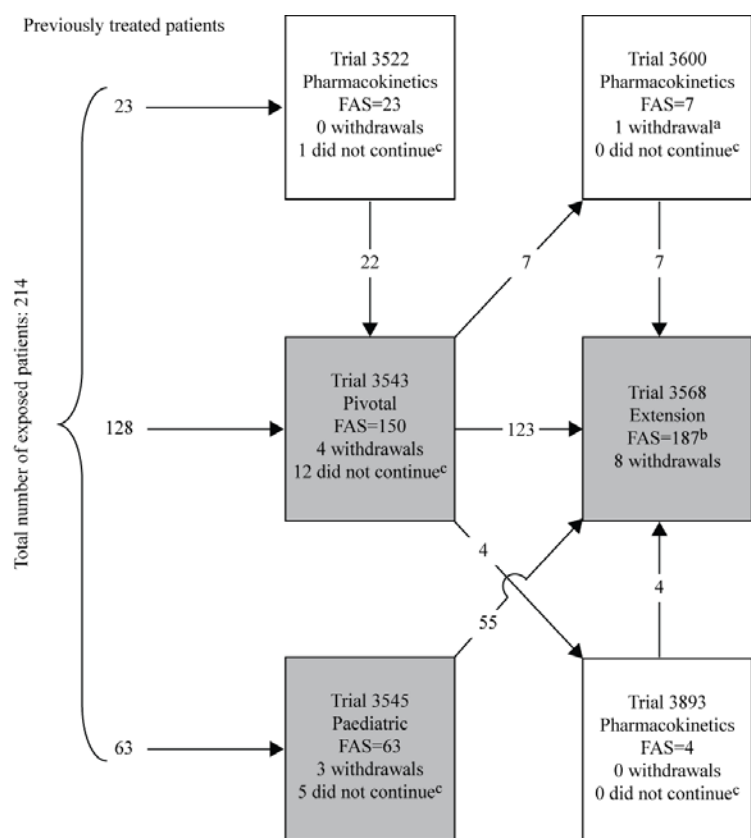 Previously treated patients
Total number of exposed patients: 214
23
128
63
Trial 3522
Pharmacokinetics
FAS=23
0 withdrawals
1 did not continueᶜ
22
Trial 3600
Pharmacokinetics
FAS=7
1 withdrawalᵃ
0 did not continueᶜ
7
7
Trial 3543
Pivotal
FAS=150
4 withdrawals
12 did not continueᶜ
123
Trial 3568
Extension
FAS=187ᵇ
8 withdrawals
4
55
4
Trial 3545
Paediatric
FAS=63
3 withdrawals
5 did not continueᶜ
Trial 3893
Pharmacokinetics
FAS=4
0 withdrawals
0 did not continueᶜ